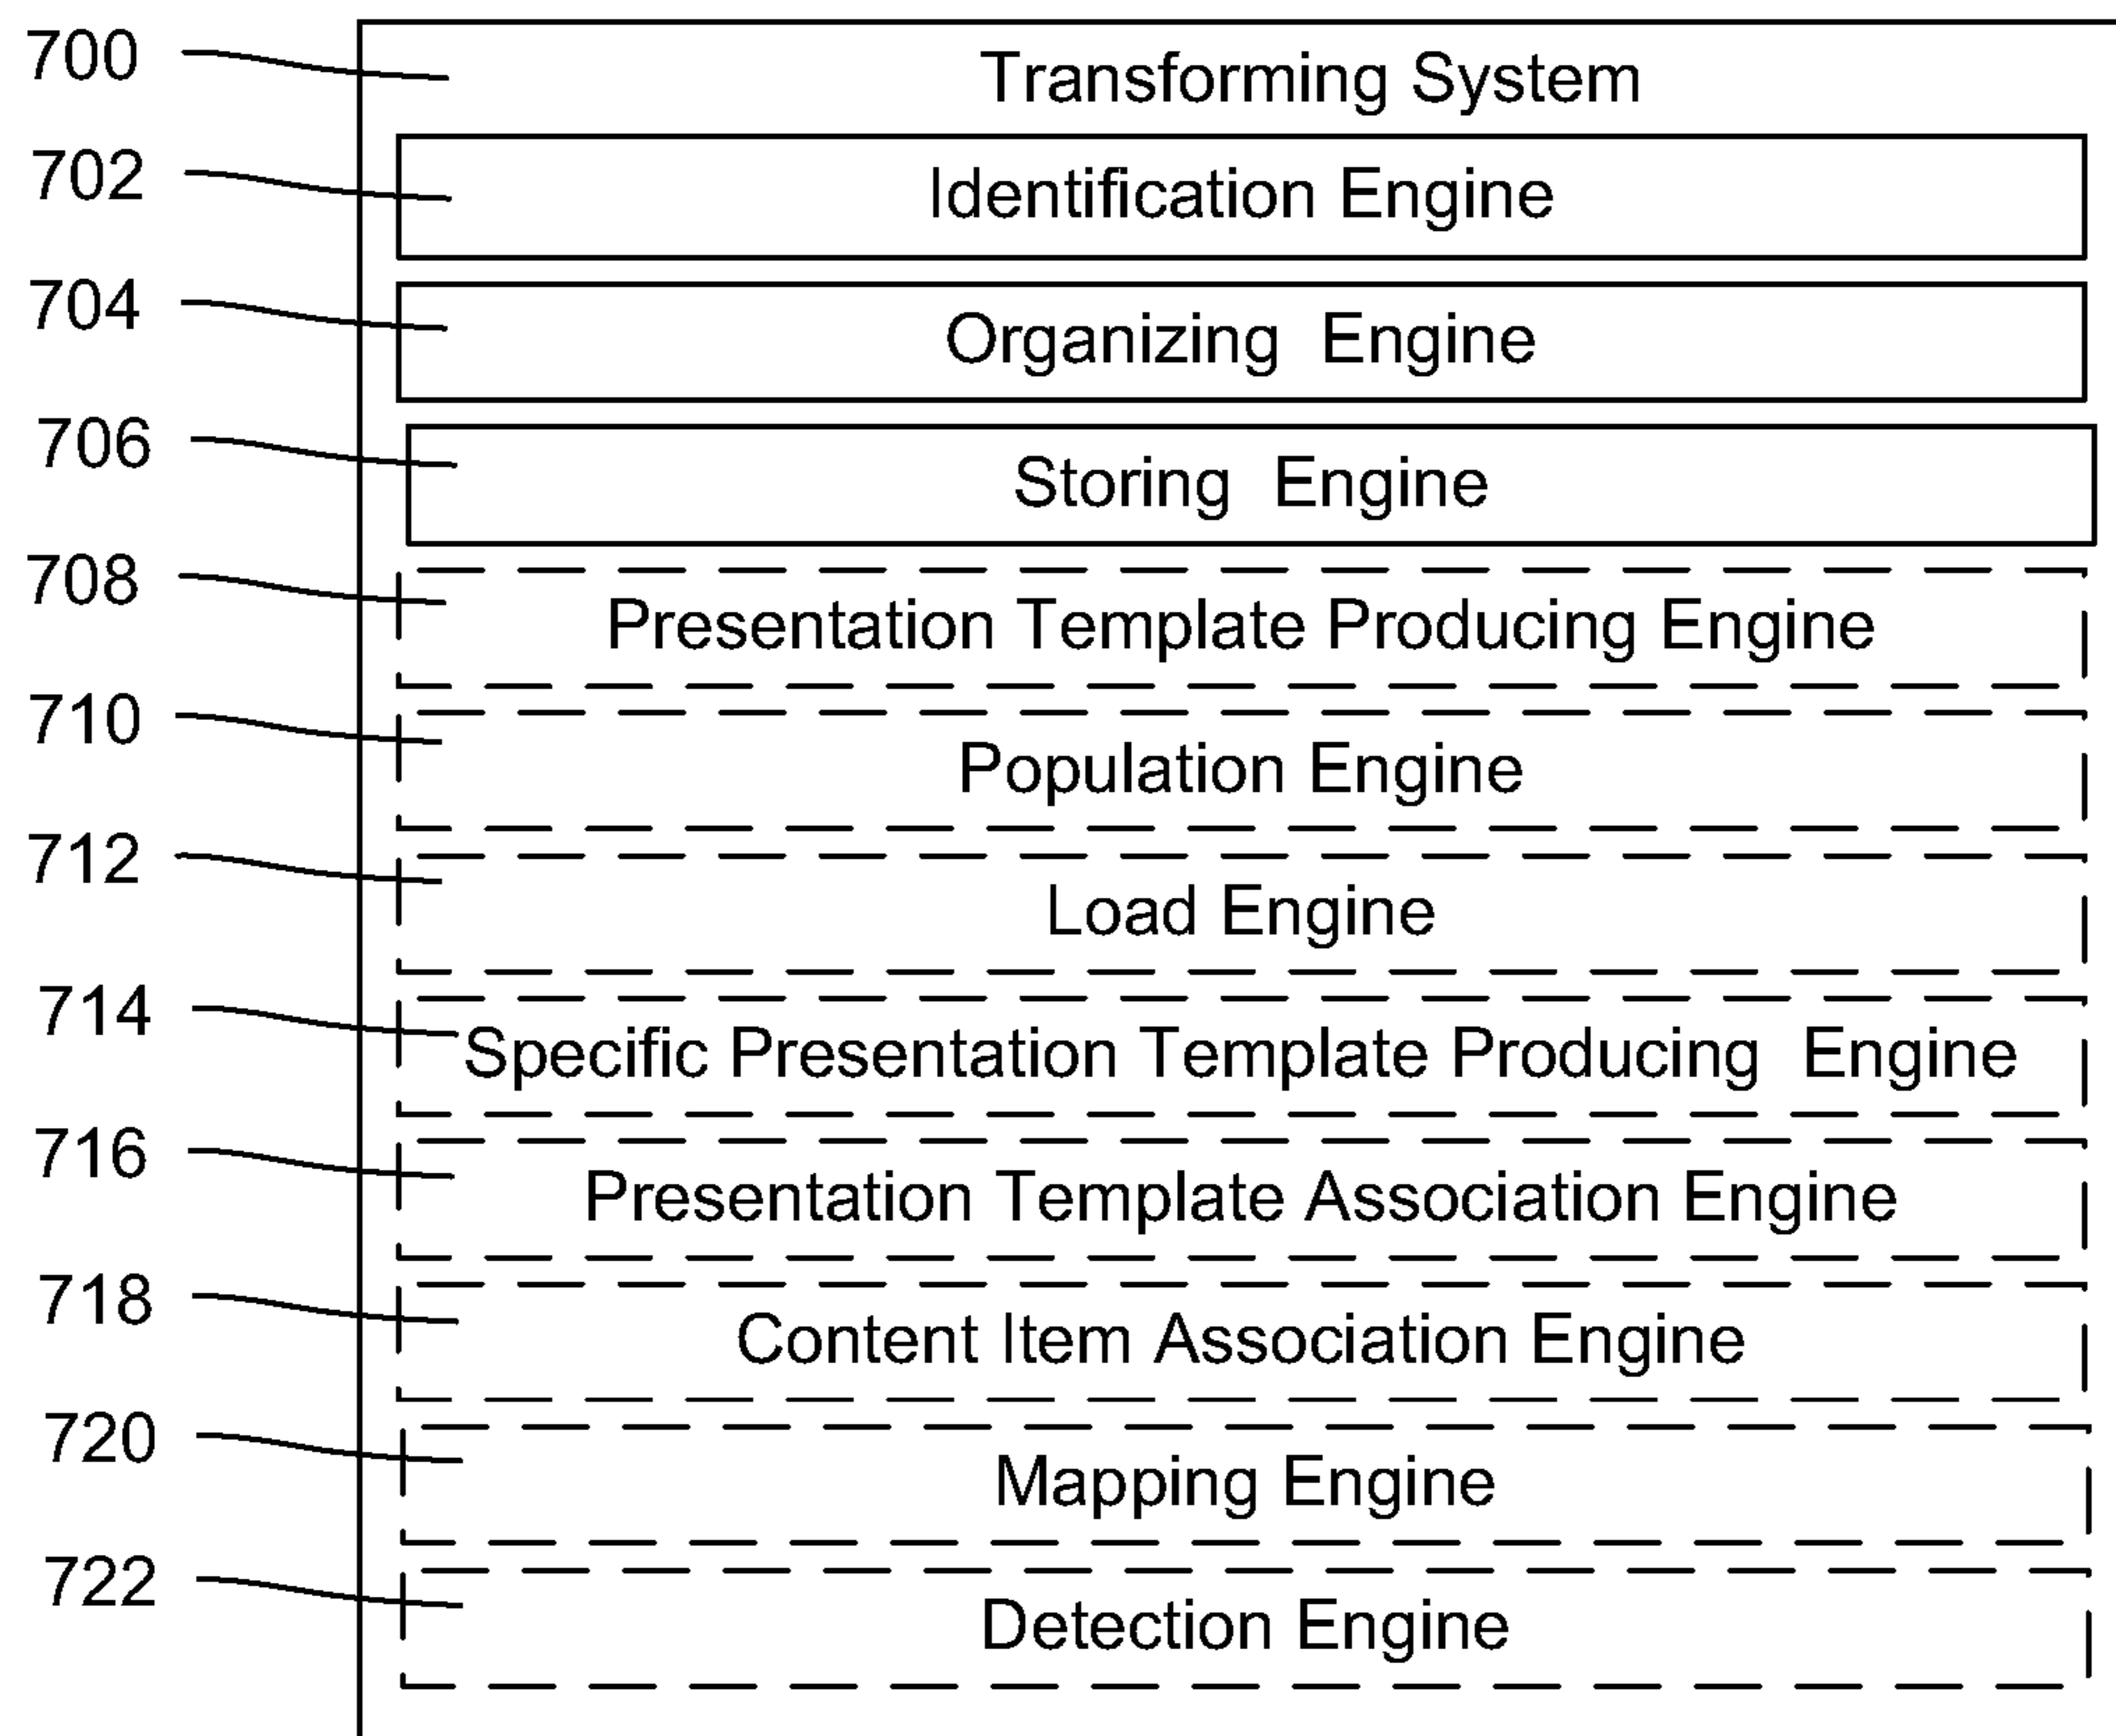 700 Transforming System
702 Identification Engine
704 Organizing Engine
706 Storing Engine
708 Presentation Template Producing Engine
710 Population Engine
712 Load Engine
714 Specific Presentation Template Producing Engine
716 Presentation Template Association Engine
718 Content Item Association Engine
720 Mapping Engine
722 Detection Engine